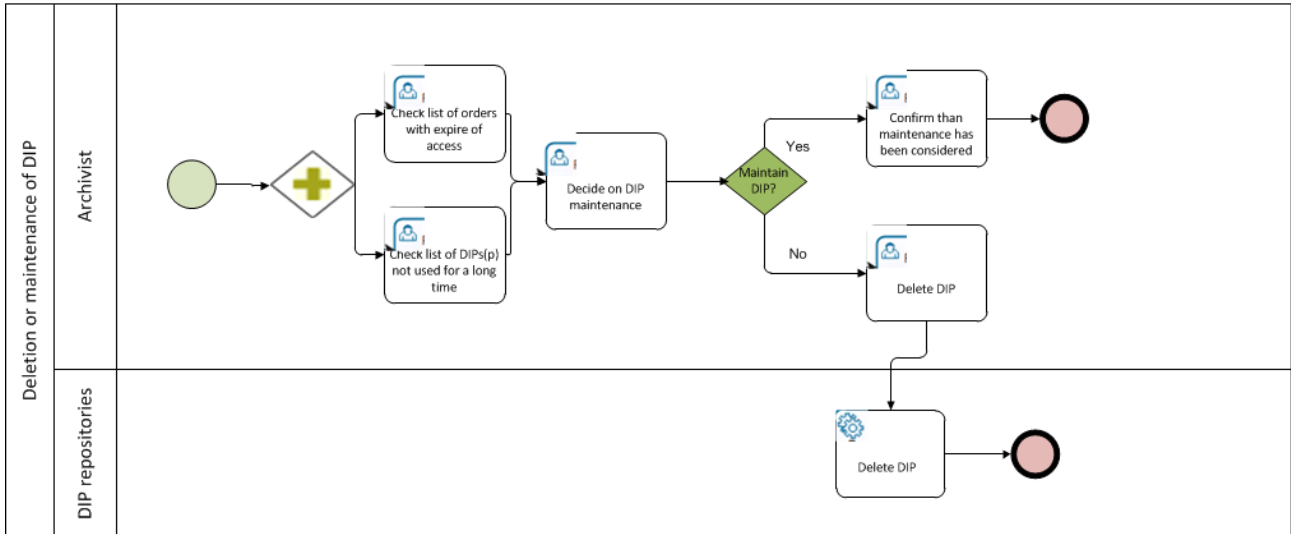 Deletion or maintenance of DIP
Archivist
Check list of orders
with expire of
access
Check list of DIPs(p)
not used for a long
time
Decide on DIP
maintenance
Maintain
DIP?
Yes
No
Confirm than
maintenance has
been considered
Delete DIP
DIP repositories
Delete DIP